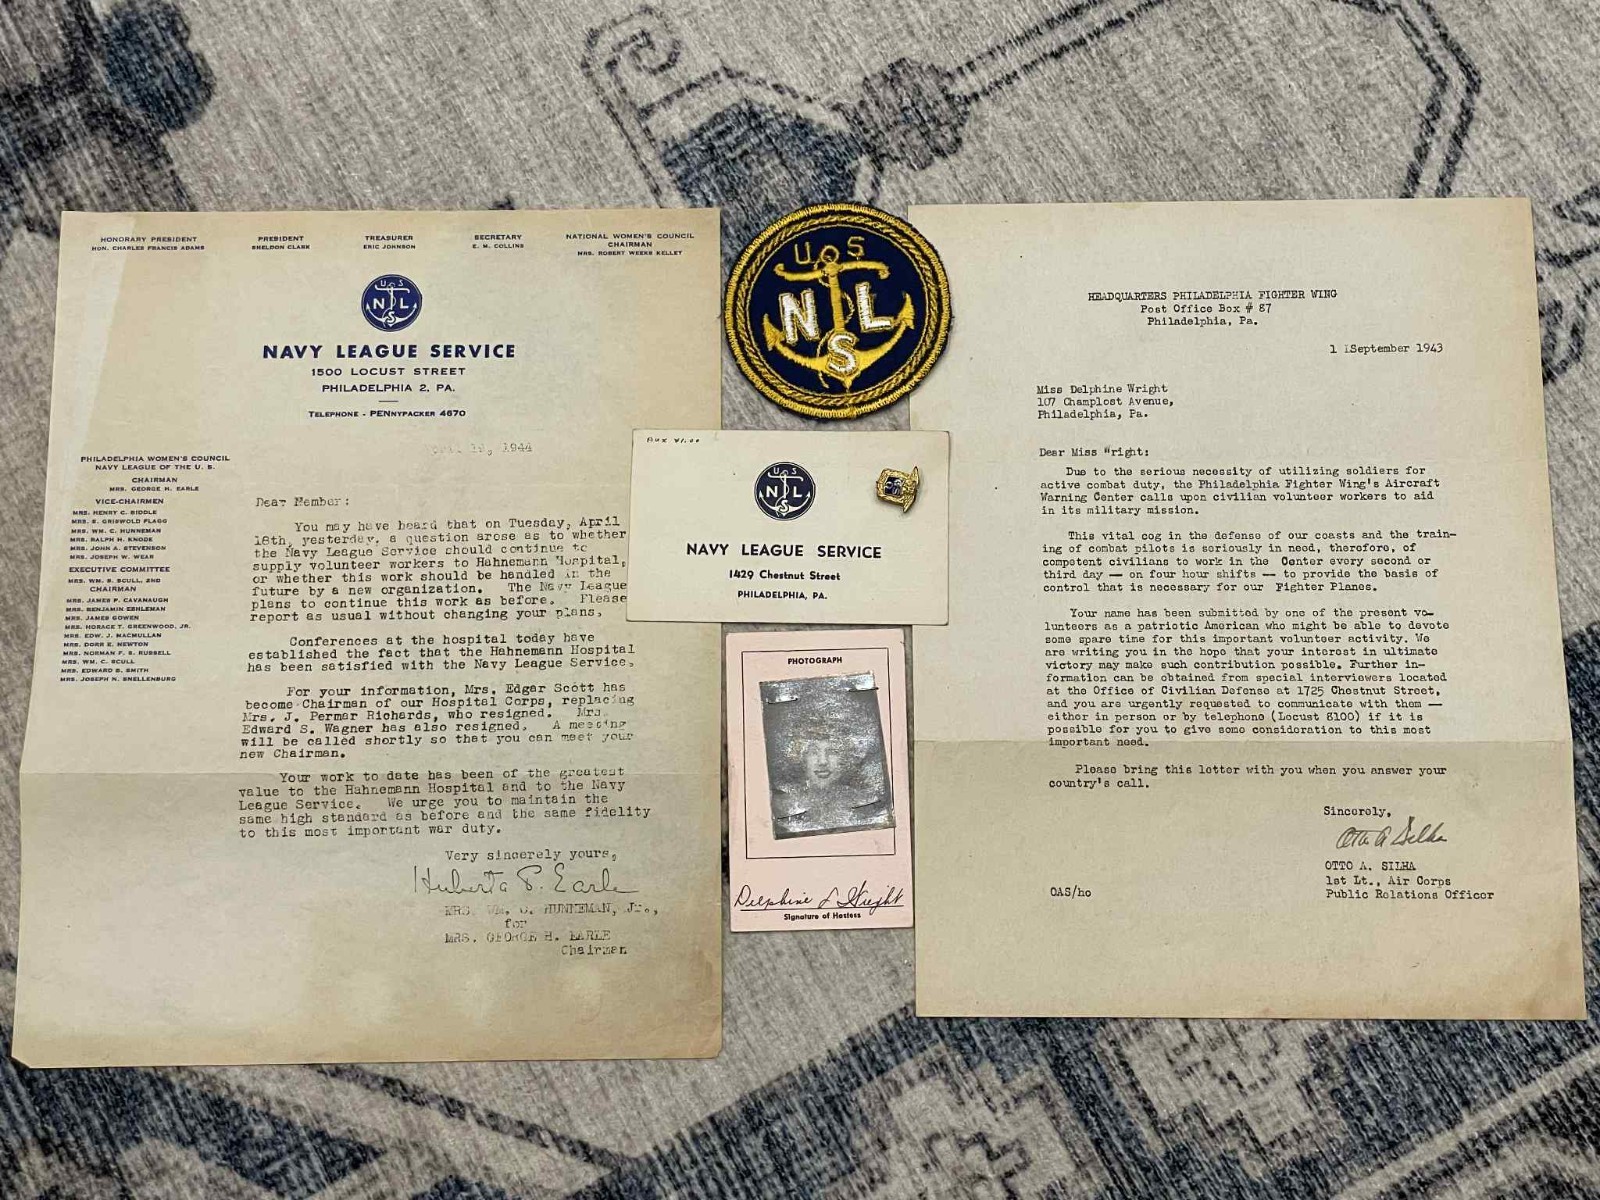 HONORARY PRESIDENT
HON. CHARLES FRANCIS ADAMS
PRESIDENT
SHELDON CLARK
TREASURER
ERIC JOHNSON
SECRETARY
E. M. COLLINS
NATIONAL WOMEN'S COUNCIL
CHAIRMAN
MRS. ROBERT WEEKS KELLEY
U S
N L
S
NAVY LEAGUE SERVICE
1500 LOCUST STREET
PHILADELPHIA 2, PA.
TELEPHONE - PENNYPACKER 4670
19, 1944
PHILADELPHIA WOMEN'S COUNCIL
NAVY LEAGUE OF THE U. S.
CHAIRMAN
MRS. GEORGE H. EARLE
VICE-CHAIRMEN
MRS. HENRY C. BIDDLE
MRS. S. GRISWOLD FLAGG
MRS. WM. C. HUNNEMAN
MRS. RALPH H. KNODE
MRS. JOHN A. STEVENSON
MRS. JOSEPH W. WEAR
EXECUTIVE COMMITTEE
MRS. WM. S. SCULL, 2ND
CHAIRMAN
MRS. JAMES P. CAVANAUGH
MRS. BENJAMIN ESHLEMAN
MRS. JAMES GOWEN
MRS. HORACE T. GREENWOOD, JR.
MRS. EDW. J. MACMULLAN
MRS. DORR E. NEWTON
MRS. NORMAN F. S. RUSSELL
MRS. WM. C. SCULL
MRS. EDWARD B. SMITH
MRS. JOSEPH N. SNELLENBURG
Dear Member:
You may have heard that on Tuesday, April
18th, yesterday, a question arose as to whether
the Navy League Service should continue to
supply volunteer workers to Hahnemann Hospital,
or whether this work should be handled in the
future by a new organization. The Navy League
plans to continue this work as before. Please
report as usual without changing your plans.
Conferences at the hospital today have
established the fact that the Hahnemann Hospital
has been satisfied with the Navy League Service.
For your information, Mrs. Edgar Scott has
become Chairman of our Hospital Corps, replacing
Mrs. J. Permar Richards, who resigned. Mrs.
Edward S. Wagner has also resigned. A meeting
will be called shortly so that you can meet your
new Chairman.
Your work to date has been of the greatest
value to the Hahnemann Hospital and to the Navy
League Service. We urge you to maintain the
same high standard as before and the same fidelity
to this most important war duty.
Very sincerely yours,
Huberta P. Earle
MRS. WM. C. HUNNEMAN, Jr.,
for
MRS. GEORGE H. EARLE
Chairman
U S
N L
S
U S
N L
S
NAVY LEAGUE SERVICE
1429 Chestnut Street
PHILADELPHIA, PA.
PHOTOGRAPH
Delphine L Wright
Signature of Hostess
HEADQUARTERS PHILADELPHIA FIGHTER WING
Post Office Box # 87
Philadelphia, Pa.
1 September 1943
Miss Delphine Wright
107 Champlost Avenue,
Philadelphia, Pa.
Dear Miss Wright:
Due to the serious necessity of utilizing soldiers for
active combat duty, the Philadelphia Fighter Wing's Aircraft
Warning Center calls upon civilian volunteer workers to aid
in its military mission.
This vital cog in the defense of our coasts and the train-
ing of combat pilots is seriously in need, therefore, of
competent civilians to work in the Center every second or
third day — on four hour shifts — to provide the basis of
control that is necessary for our Fighter Planes.
Your name has been submitted by one of the present vo-
lunteers as a patriotic American who might be able to devote
some spare time for this important volunteer activity. We
are writing you in the hope that your interest in ultimate
victory may make such contribution possible. Further in-
formation can be obtained from special interviewers located
at the Office of Civilian Defense at 1725 Chestnut Street,
and you are urgently requested to communicate with them —
either in person or by telephone (Locust 8100) if it is
possible for you to give some consideration to this most
important need.
Please bring this letter with you when you answer your
country's call.
Sincerely,
Otto A Silha
OTTO A. SILHA
1st Lt., Air Corps
Public Relations Officer
OAS/ho